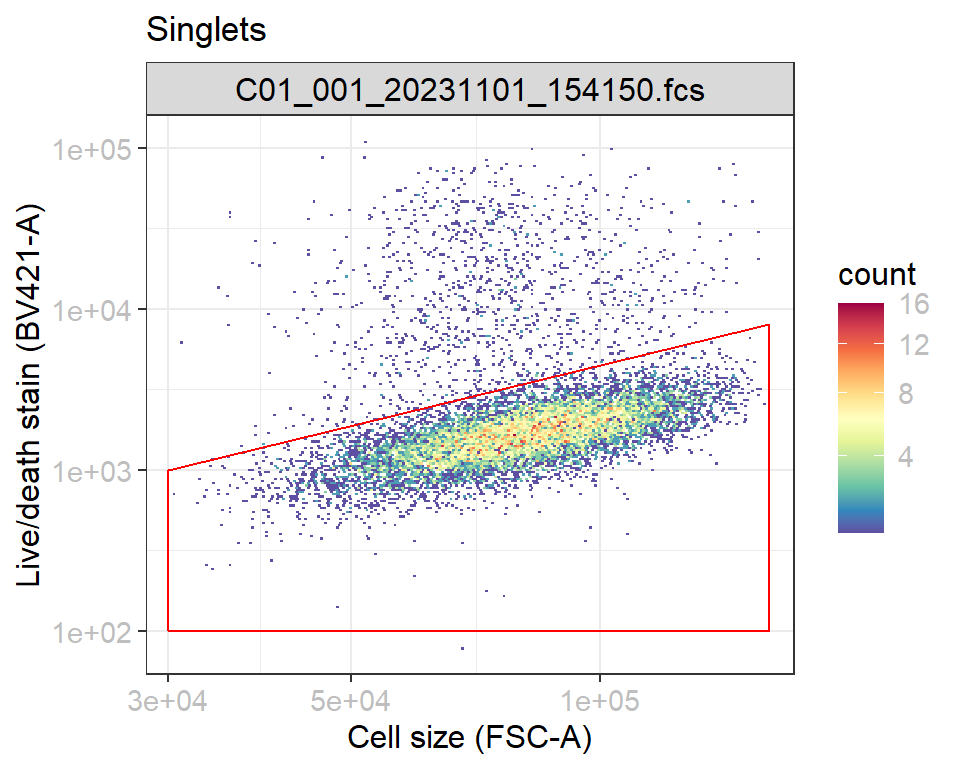 Singlets
C01_001_20231101_154150.fcs
1e+05
1e+04
1e+03
1e+02
Live/death stain (BV421-A)
3e+04
5e+04
1e+05
Cell size (FSC-A)
count
16
12
8
4